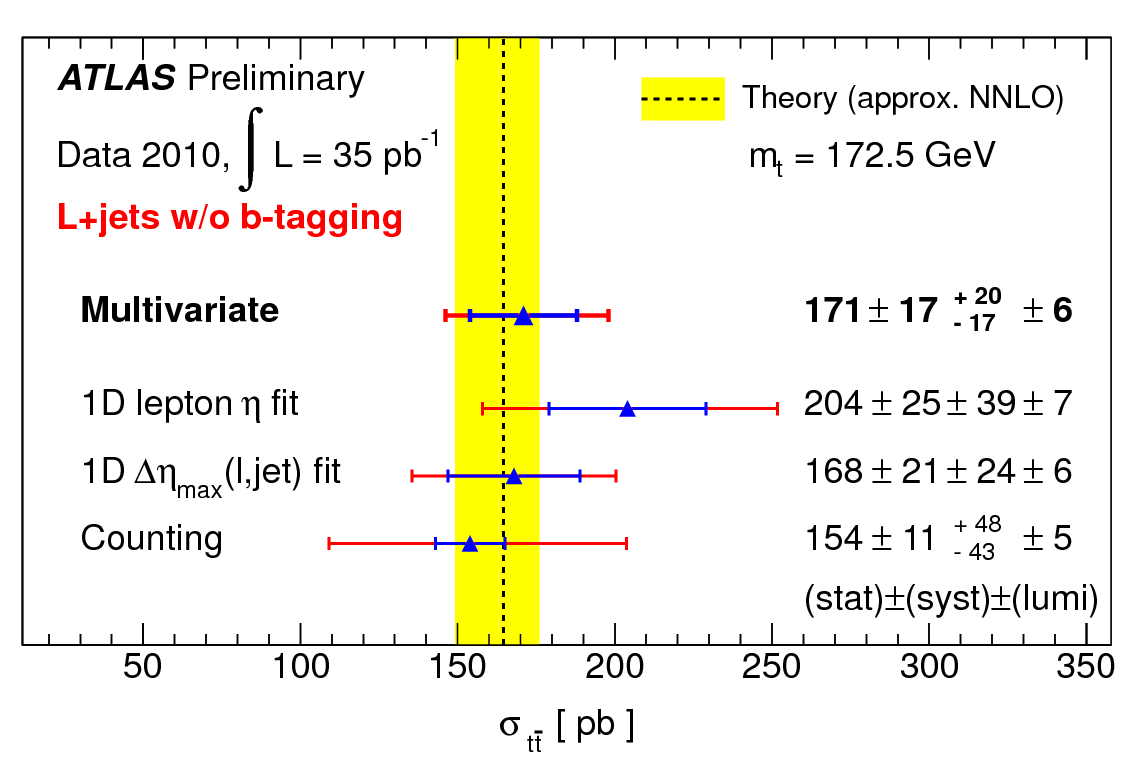 ATLAS Preliminary
Theory (approx. NNLO)
Data 2010, ∫ L = 35 pb⁻¹
mₜ = 172.5 GeV
L+jets w/o b-tagging
Multivariate 171 ± 17 + 20 - 17 ± 6
1D lepton η fit 204 ± 25 ± 39 ± 7
1D Δηmax(l,jet) fit 168 ± 21 ± 24 ± 6
Counting 154 ± 11 + 48 - 43 ± 5
(stat)±(syst)±(lumi)
50 100 150 200 250 300 350
σ tt̄ [ pb ]